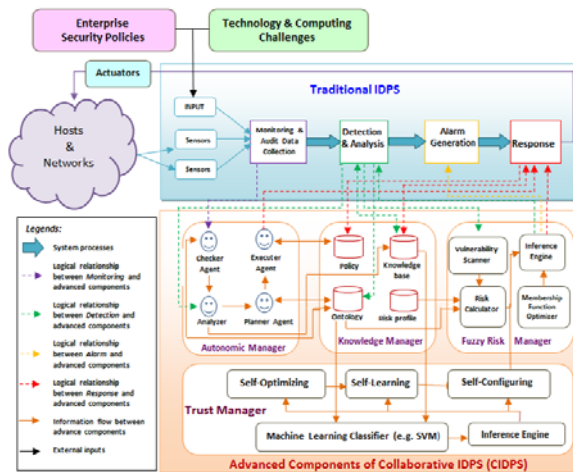 Enterprise
Security Policies
Technology & Computing
Challenges
Actuators
Traditional IDPS
INPUT
Hosts
&
Networks
Sensors
Sensors
Monitoring &
Audit Data
Collection
Detection
& Analysis
Alarm
Generation
Response
Legends:
System processes
Logical relationship
between Monitoring and
advanced components
Logical relationship
between Detection and
advanced components
Logical relationship
between Alarm and
advanced components
Logical relationship
between Response and
advanced components
Information flow between
advance components
External inputs
Checker
Agent
Executer
Agent
Analyzer
Planner Agent
Autonomic Manager
Policy
Knowledge
base
Ontology
Risk profile
Knowledge Manager
Vulnerability
Scanner
Inference
Engine
Risk
Calculator
Membership
Function
Optimizer
Fuzzy Risk Manager
Self-Optimizing
Self-Learning
Self-Configuring
Trust Manager
Machine Learning Classifier (e.g. SVM)
Inference Engine
Advanced Components of Collaborative IDPS (CIDPS)